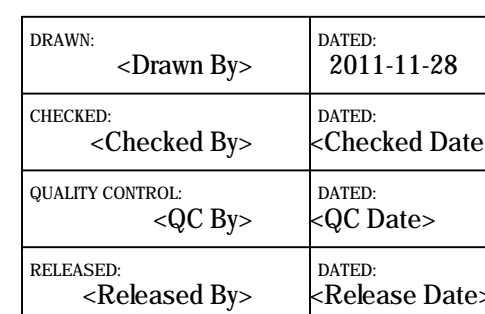 DRAWN: DATED:
<Drawn By> 2011-11-28
CHECKED: DATED:
<Checked By> <Checked Date
QUALITY CONTROL: DATED:
<QC By> <QC Date>
RELEASED: DATED:
<Released By> <Release Date>